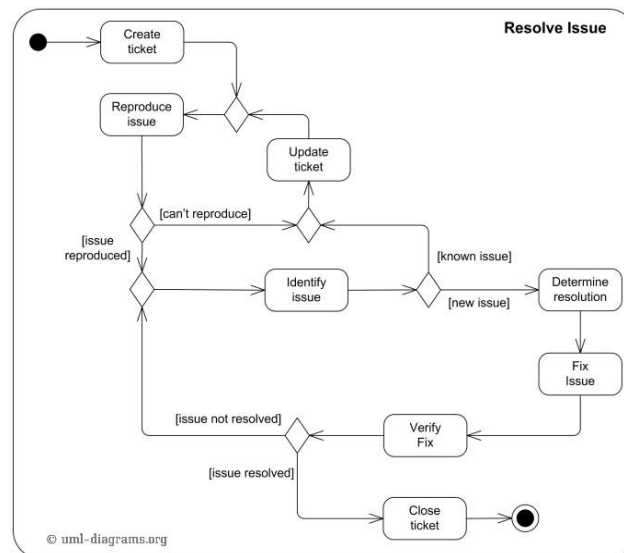 Resolve Issue
Create
ticket
Reproduce
issue
Update
ticket
[can't reproduce]
[issue
reproduced]
[known issue]
Identify
issue
[new issue]
Determine
resolution
Fix
Issue
[issue not resolved]
Verify
Fix
[issue resolved]
Close
ticket
© uml-diagrams.org